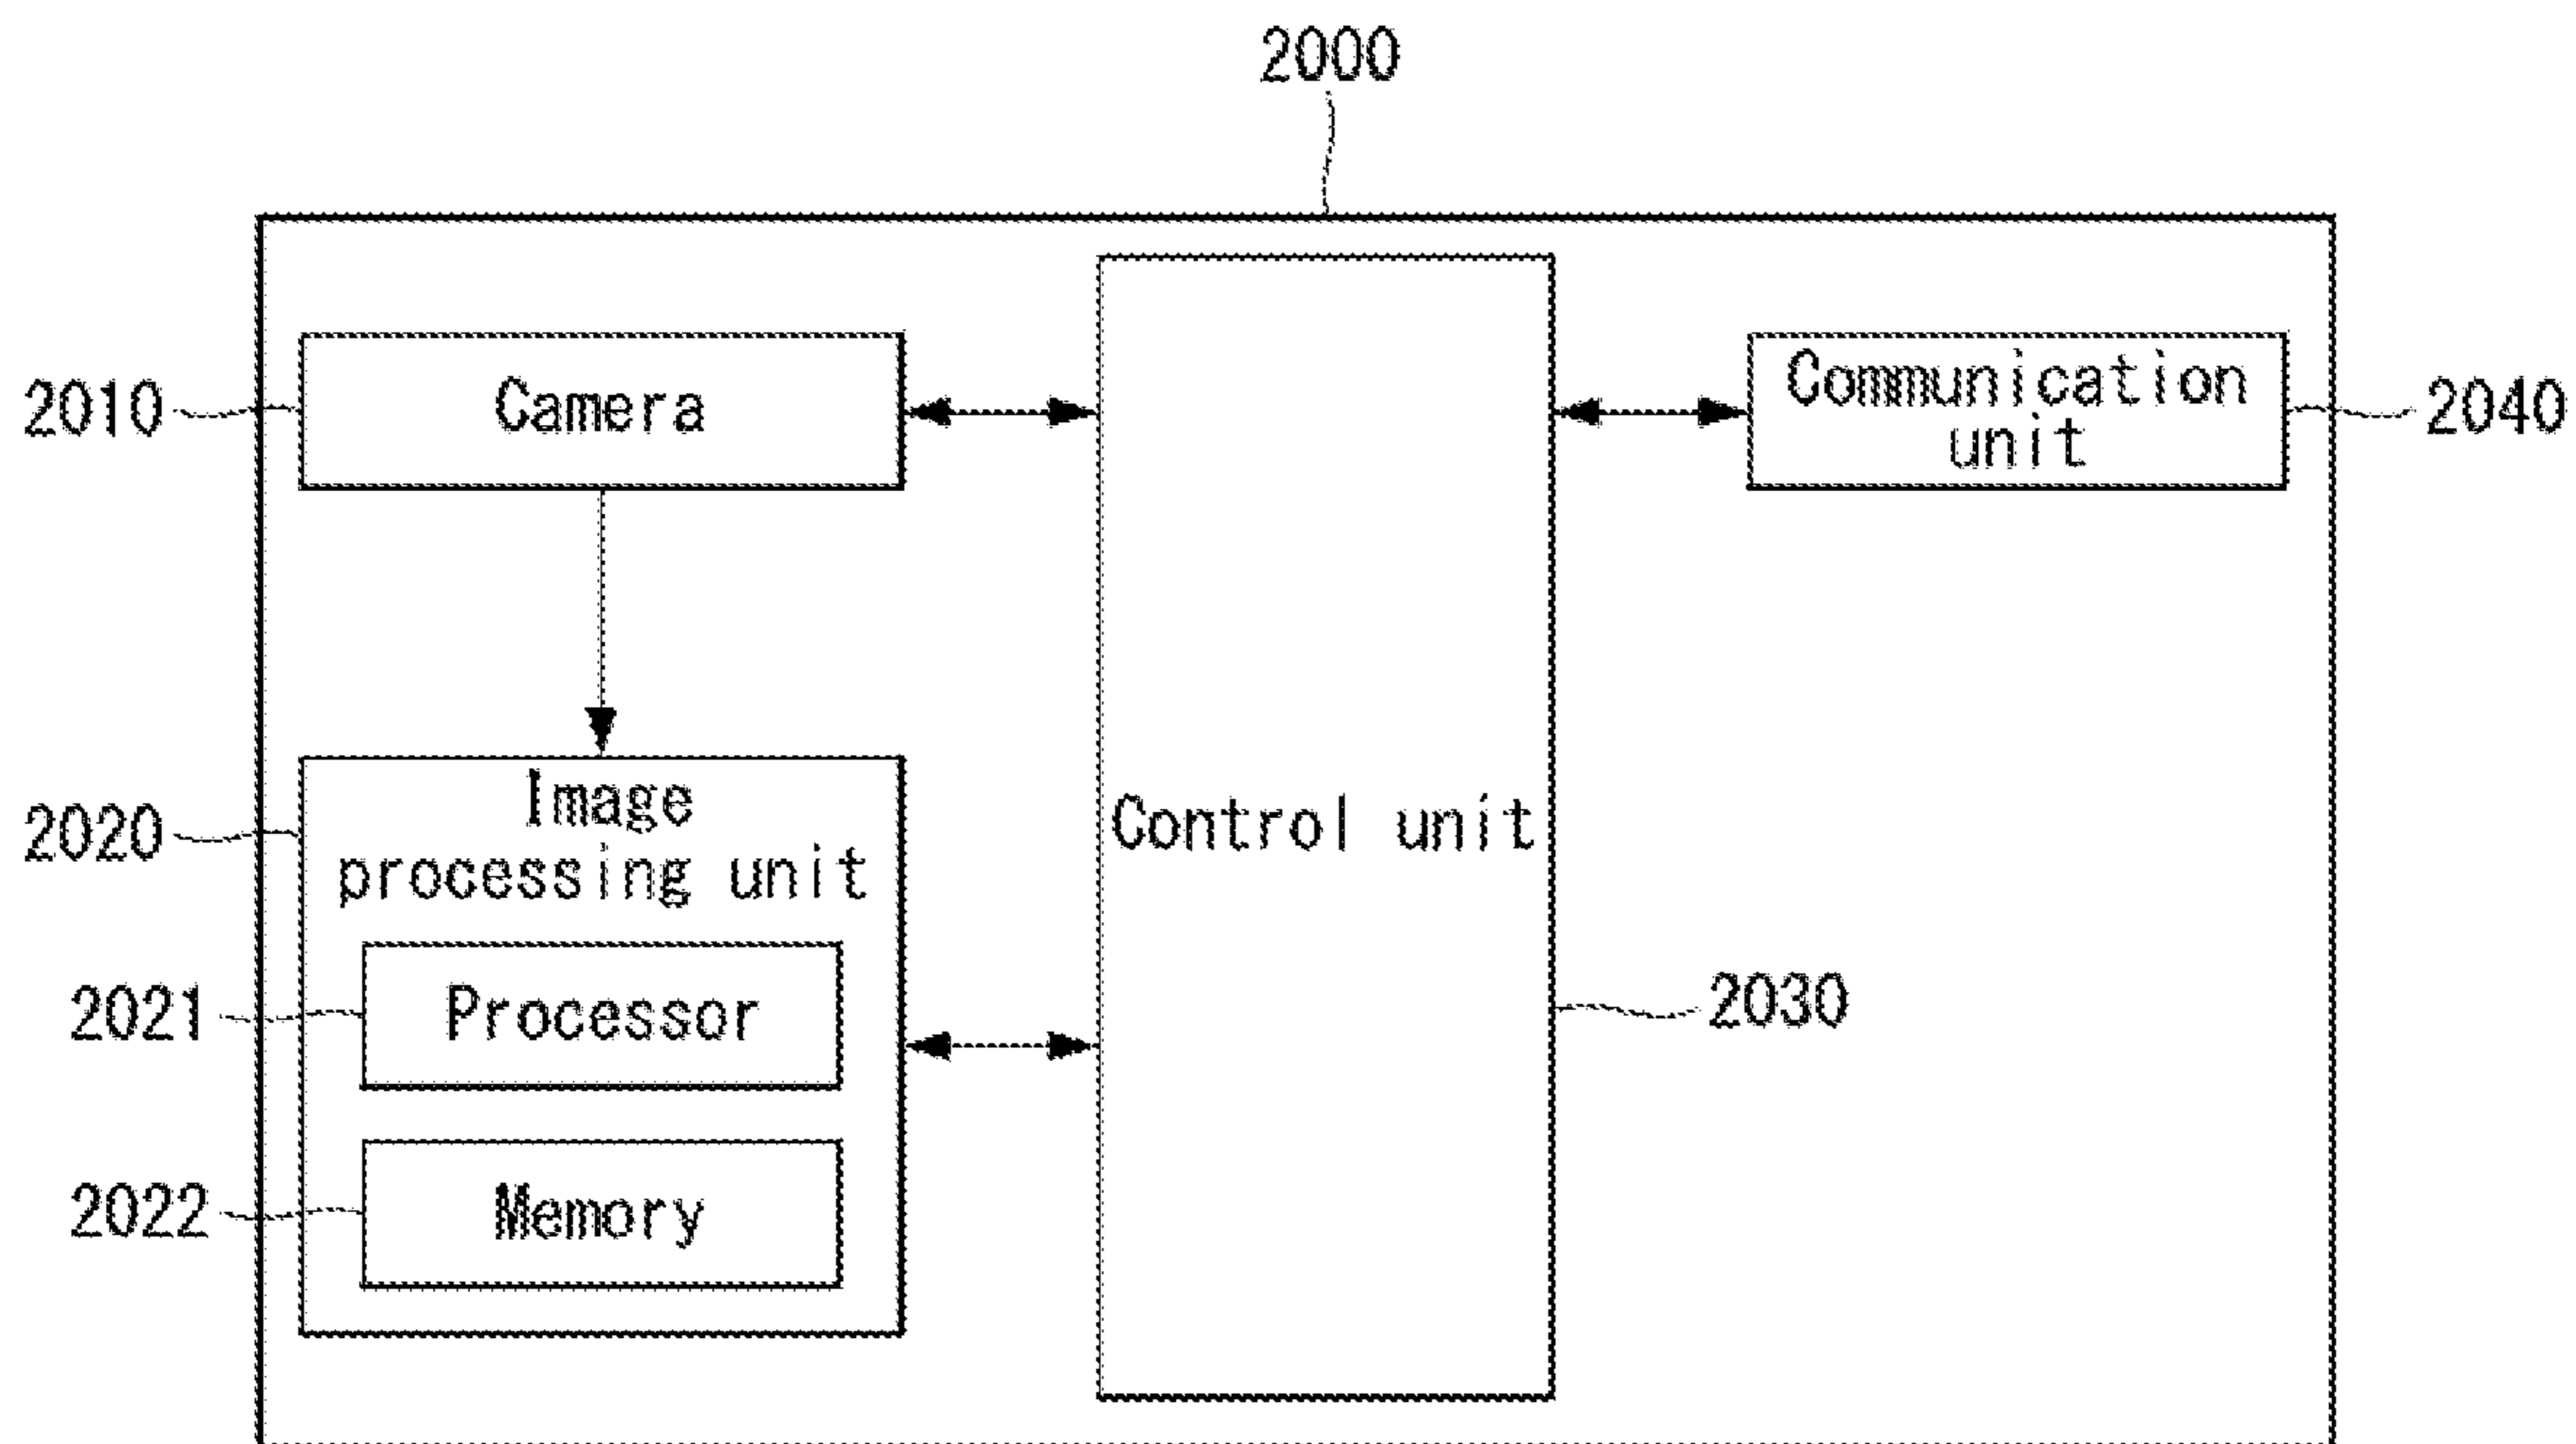 2000
2010
Camera
Communication
unit
2040
2020
Image
processing unit
Control unit
2021
Processor
2030
2022
Memory